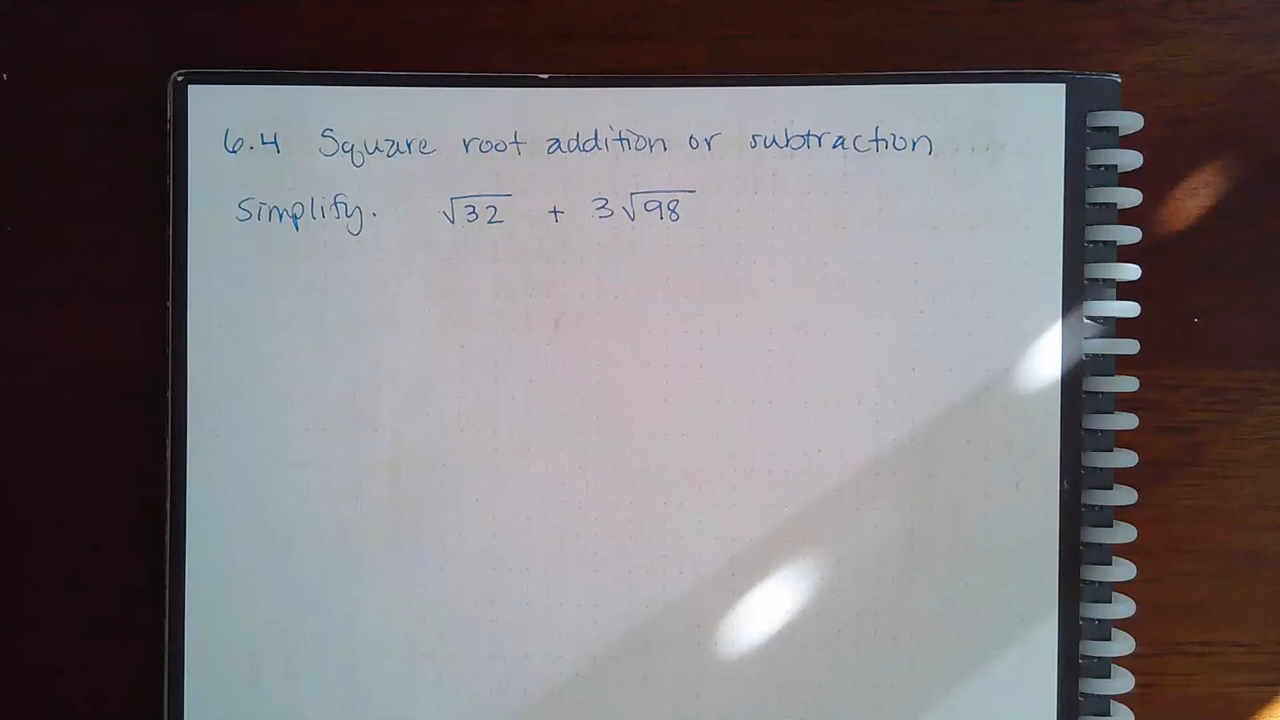 6.4 Square root addition or subtraction
Simplify. √32 + 3√98